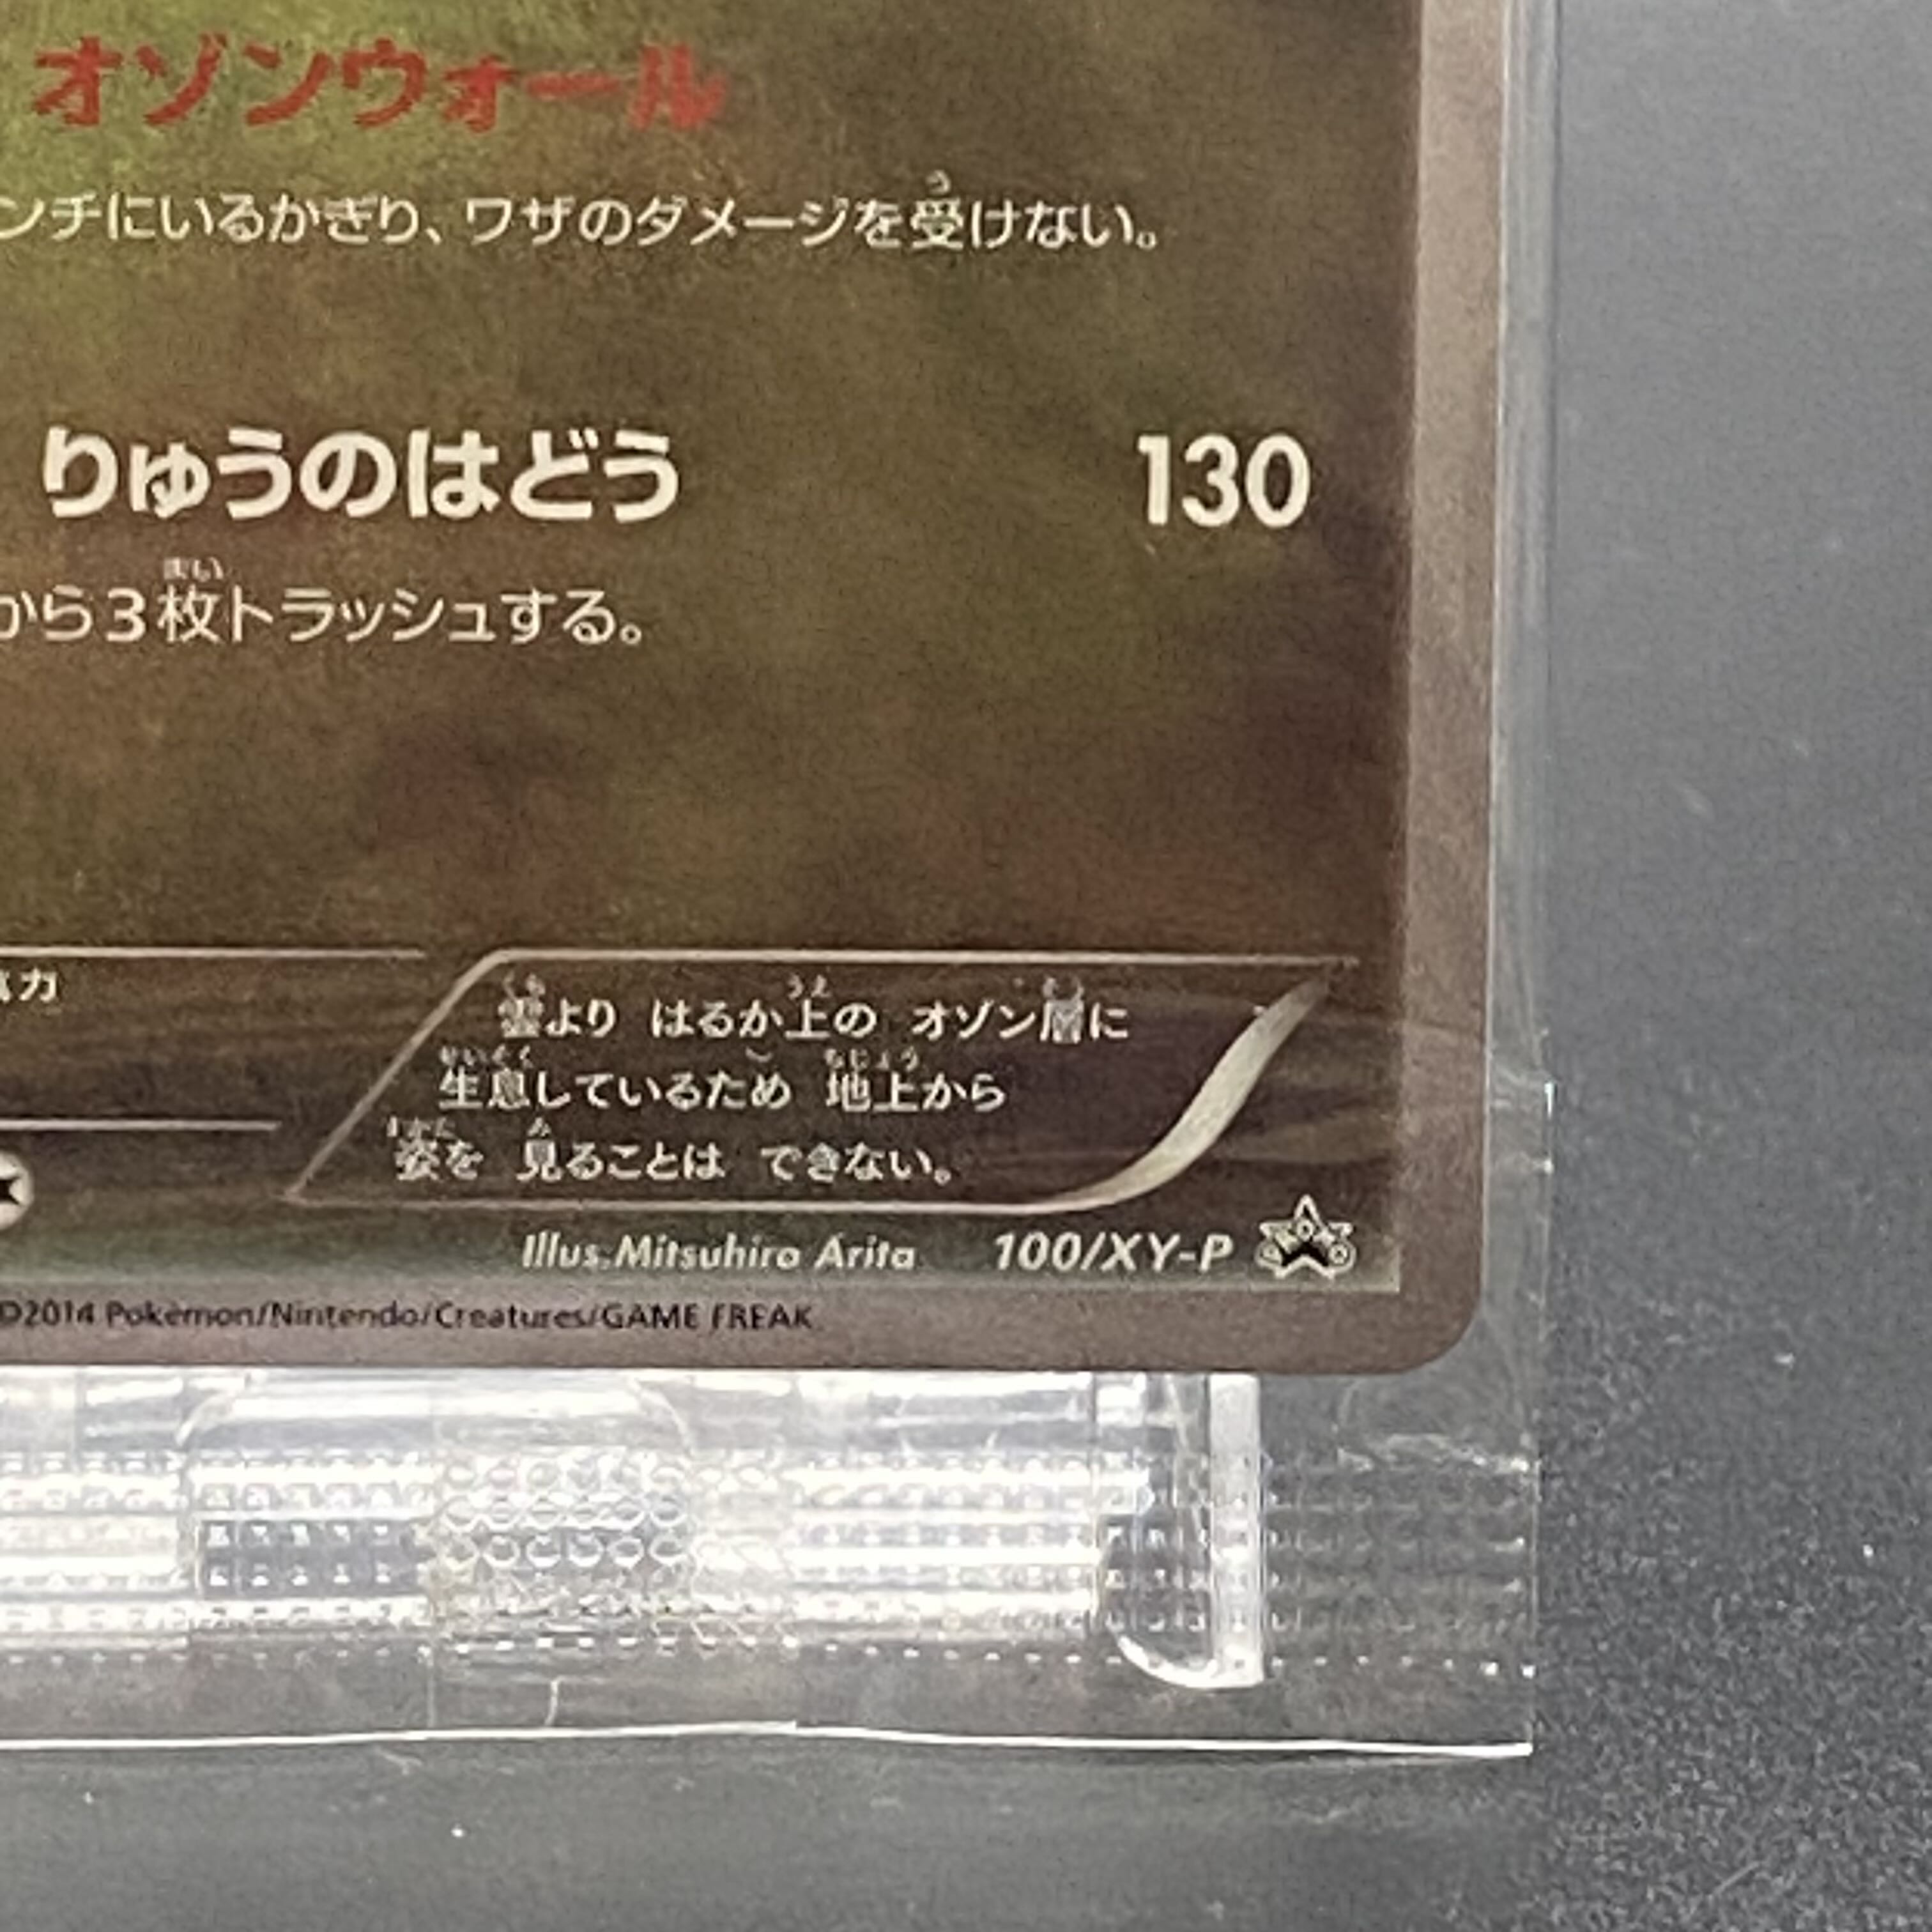 オゾンウォール
ンチにいるかぎり、ワザのダメージを受けない。
りゅうのはどう 130
から3枚トラッシュする。
力
雲より はるか上の オゾン層に
生息しているため 地上から
姿を 見ることは できない。
Illus.Mitsuhiro Arita 100/XY-P PROMO
©2014 Pokémon/Nintendo/Creatures/GAME FREAK